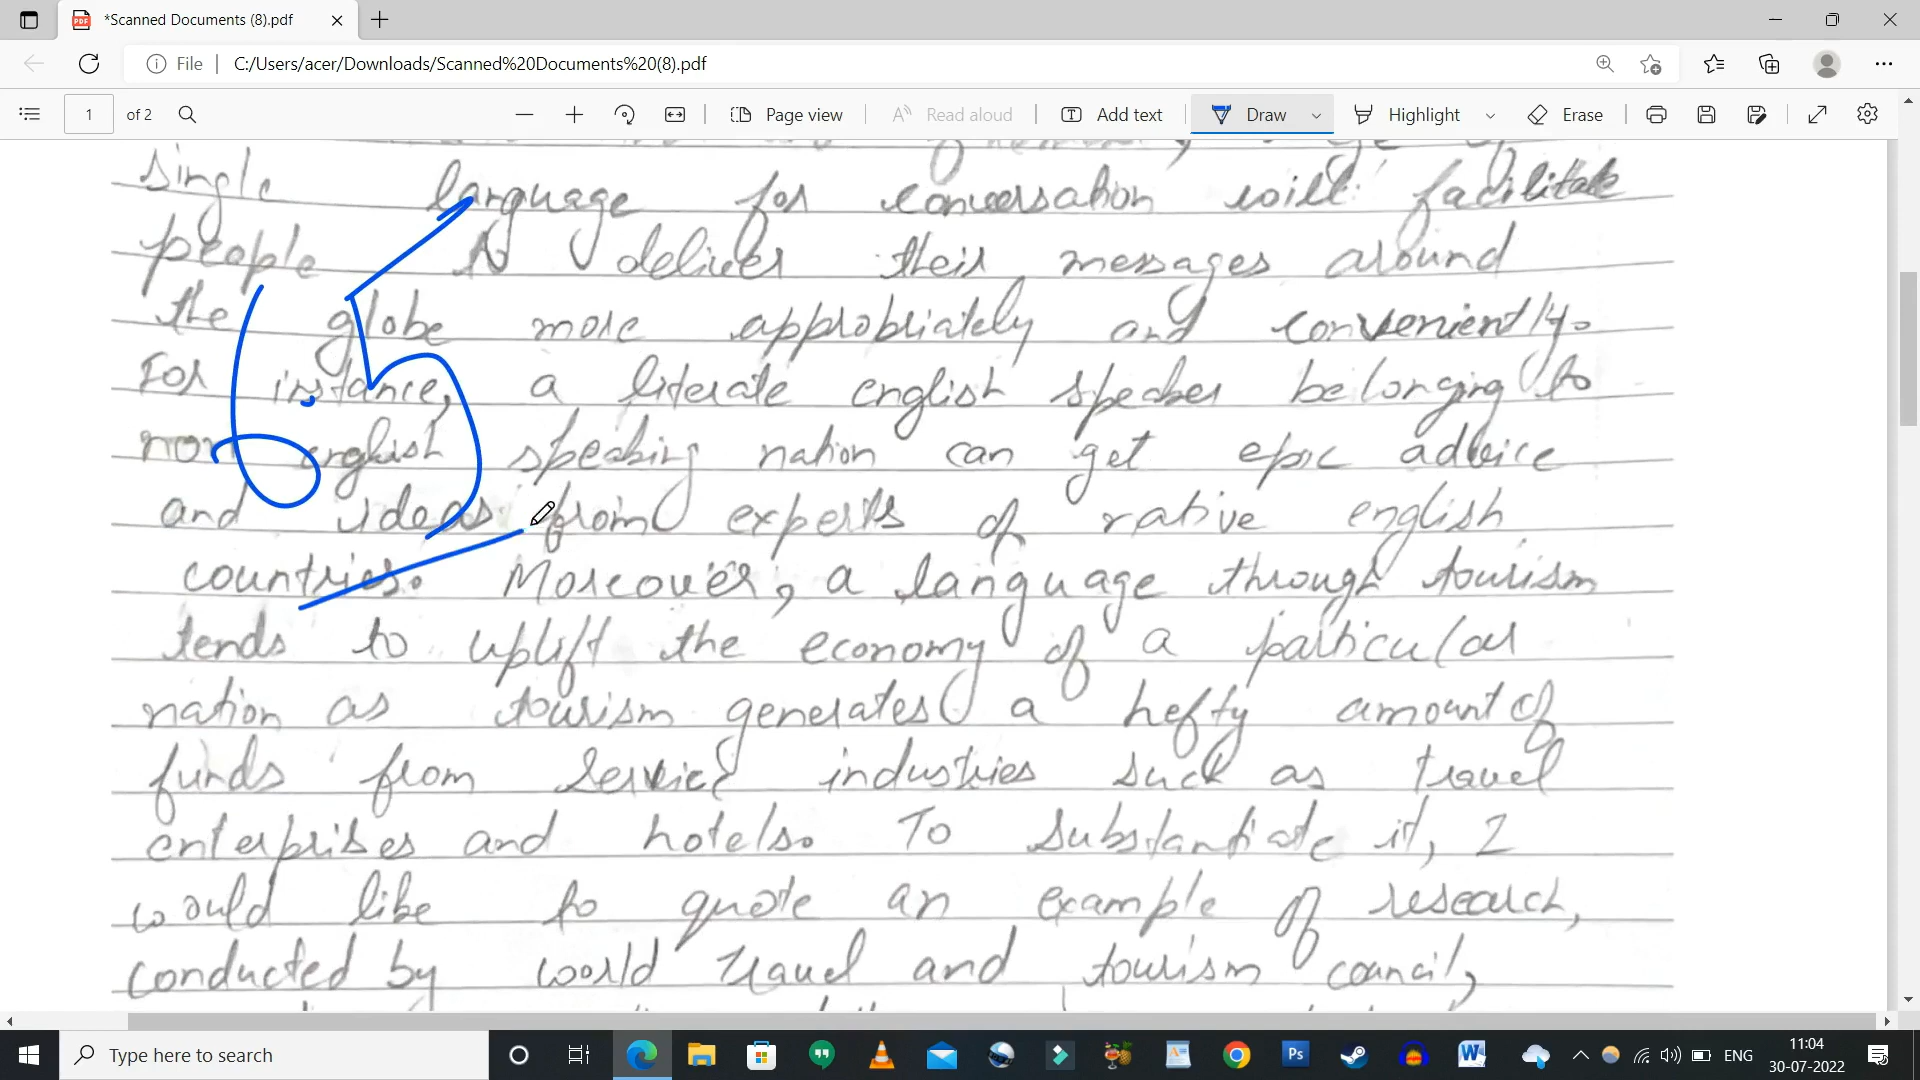 *Scanned Documents (8).pdf
File C:/Users/acer/Downloads/Scanned%20Documents%20(8).pdf
1 of 2 Page view Read aloud Add text Draw Highlight Erase
single language for conversation will facilitate
people to deliver their messages around
the globe more appropriately and conveniently.
For instance, a literate english speaker belonging to
non english speaking nation can get epic advice
and ideas from experts of native english
countries. Moreover, a language through tourism
tends to uplift the economy of a particular
nation as tourism generates a hefty amount of
funds from service industries such as travel
enterprises and hotels. To substantiate it, I
would like to quote an example of research,
conducted by world travel and tourism council,
Type here to search
ENG
11:04
30-07-2022